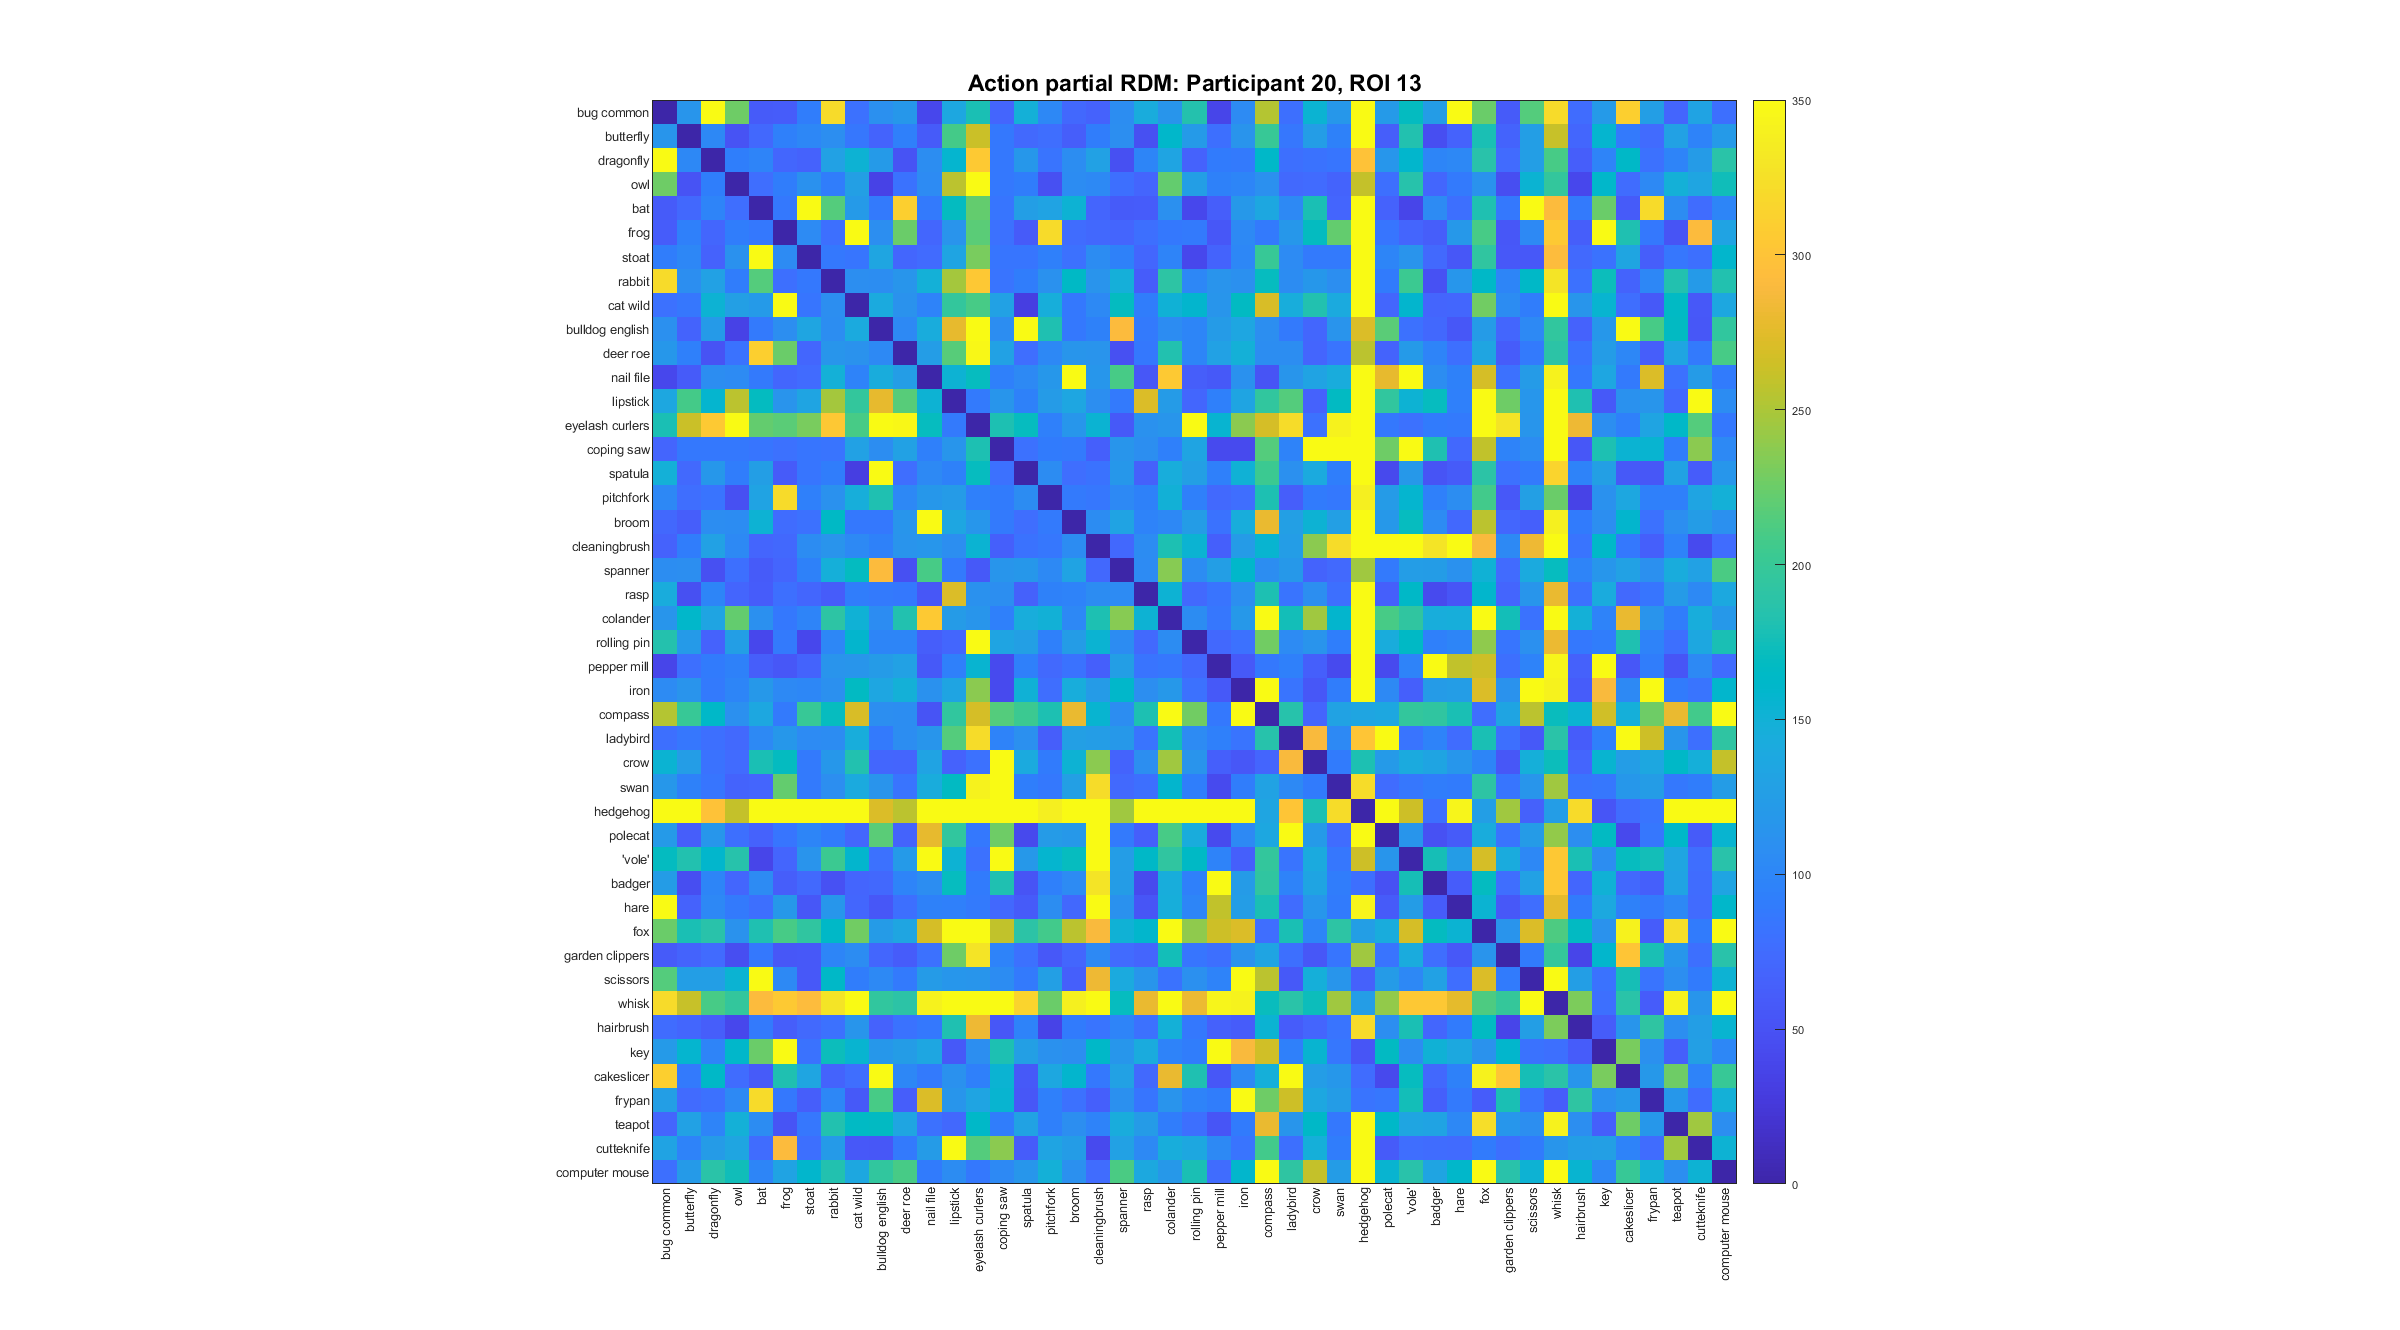 Action partial RDM: Participant 20, ROI 13
bug common
butterfly
dragonfly
owl
bat
frog
stoat
rabbit
cat wild
bulldog english
deer roe
nail file
lipstick
eyelash curlers
coping saw
spatula
pitchfork
broom
cleaningbrush
spanner
rasp
colander
rolling pin
pepper mill
iron
compass
ladybird
crow
swan
hedgehog
polecat
'vole'
badger
hare
fox
garden clippers
scissors
whisk
hairbrush
key
cakeslicer
frypan
teapot
cutteknife
computer mouse
bug common
butterfly
dragonfly
owl
bat
frog
stoat
rabbit
cat wild
bulldog english
deer roe
nail file
lipstick
eyelash curlers
coping saw
spatula
pitchfork
broom
cleaningbrush
spanner
rasp
colander
rolling pin
pepper mill
iron
compass
ladybird
crow
swan
hedgehog
polecat
'vole'
badger
hare
fox
garden clippers
scissors
whisk
hairbrush
key
cakeslicer
frypan
teapot
cutteknife
computer mouse
350
300
250
200
150
100
50
0